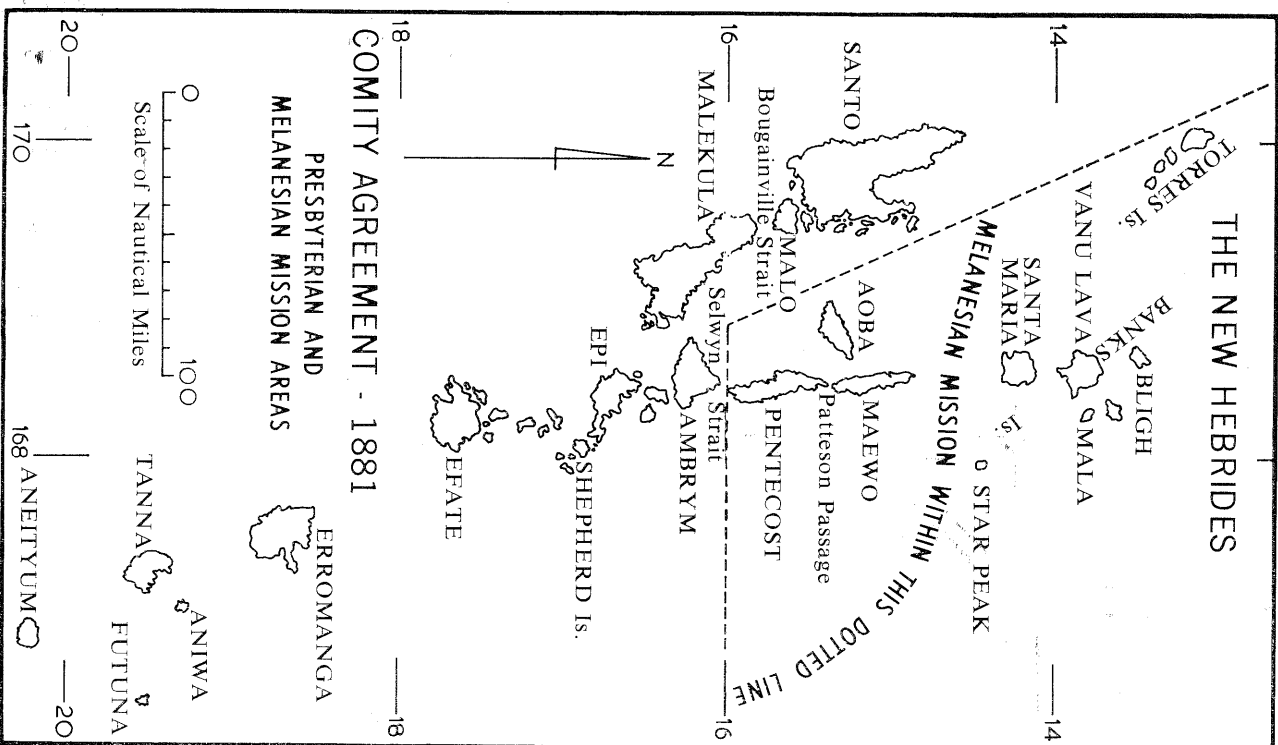 THE NEW HEBRIDES
TORRES Is.
BANKS
BLIGH
VANU LAVA
MALA
14
14
SANTA
MARIA
Is.
STAR PEAK
MELANESIAN MISSION WITHIN THIS DOTTED LINE
SANTO
AOBA
MAEWO
Patteson Passage
MALO
PENTECOST
Bougainville Strait
16
16
MALEKULA
Selwyn Strait
AMBRYM
EPI
SHEPHERD Is.
N
18
18
EFATE
COMITY AGREEMENT - 1881
PRESBYTERIAN AND
MELANESIAN MISSION AREAS
ERROMANGA
0
100
Scale of Nautical Miles
TANNA
ANIWA
FUTUNA
20
20
170
168
ANEITYUM